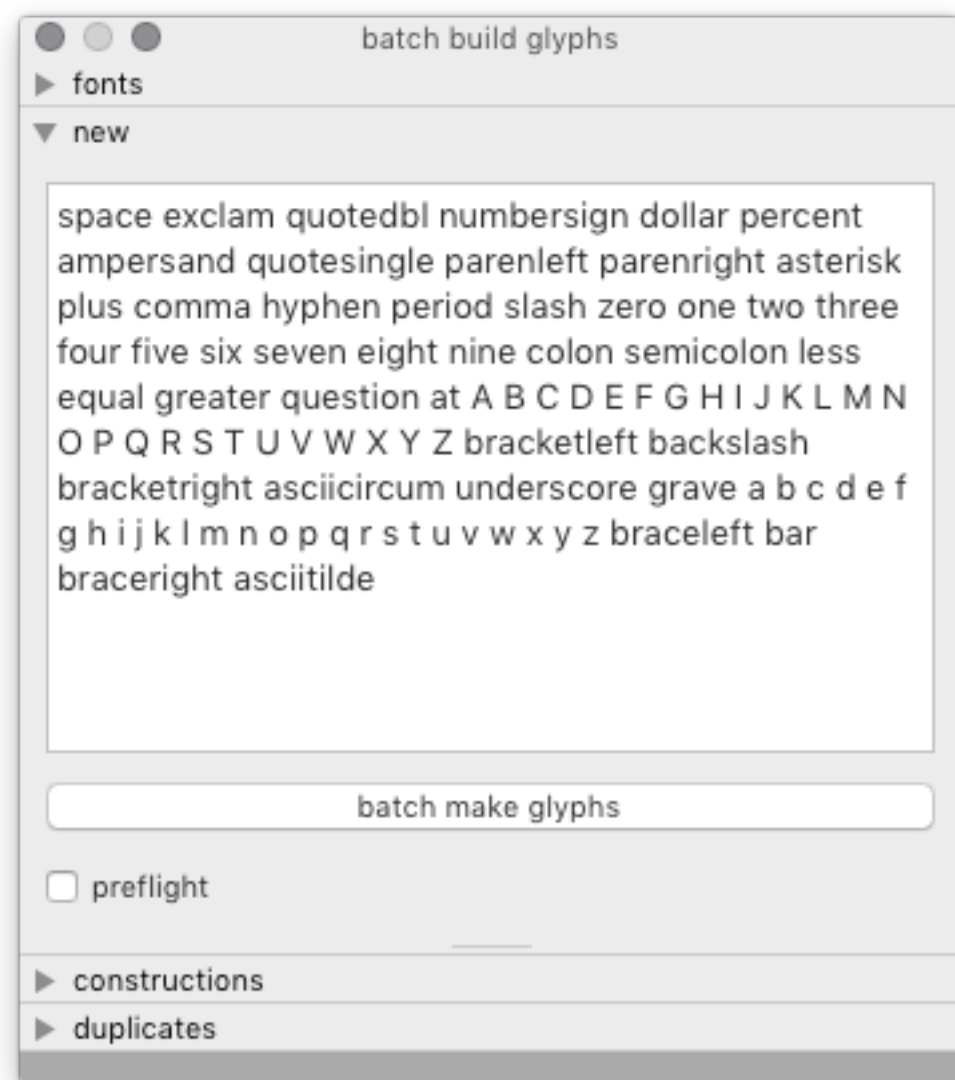 batch build glyphs
fonts
new
space exclam quotedbl numbersign dollar percent
ampersand quotesingle parenleft parenright asterisk
plus comma hyphen period slash zero one two three
four five six seven eight nine colon semicolon less
equal greater question at A B C D E F G H I J K L M N
O P Q R S T U V W X Y Z bracketleft backslash
bracketright asciicircum underscore grave a b c d e f
g h i j k l m n o p q r s t u v w x y z braceleft bar
braceright asciitilde
batch make glyphs
preflight
constructions
duplicates